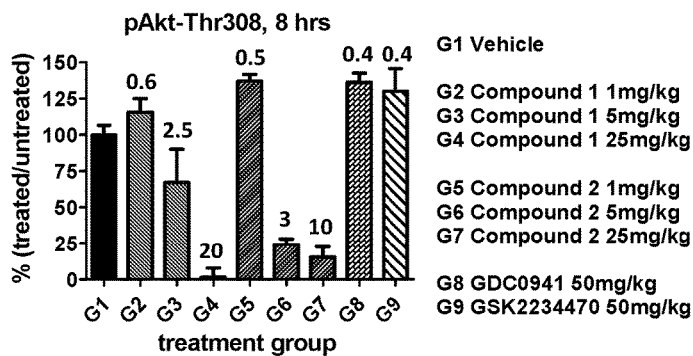 pAkt-Thr308, 8 hrs
% (treated/untreated)
150
125
100
75
50
25
0
0.6
2.5
20
0.5
3
10
0.4
0.4
G1
G2
G3
G4
G5
G6
G7
G8
G9
treatment group
G1 Vehicle
G2 Compound 1 1mg/kg
G3 Compound 1 5mg/kg
G4 Compound 1 25mg/kg
G5 Compound 2 1mg/kg
G6 Compound 2 5mg/kg
G7 Compound 2 25mg/kg
G8 GDC0941 50mg/kg
G9 GSK2234470 50mg/kg